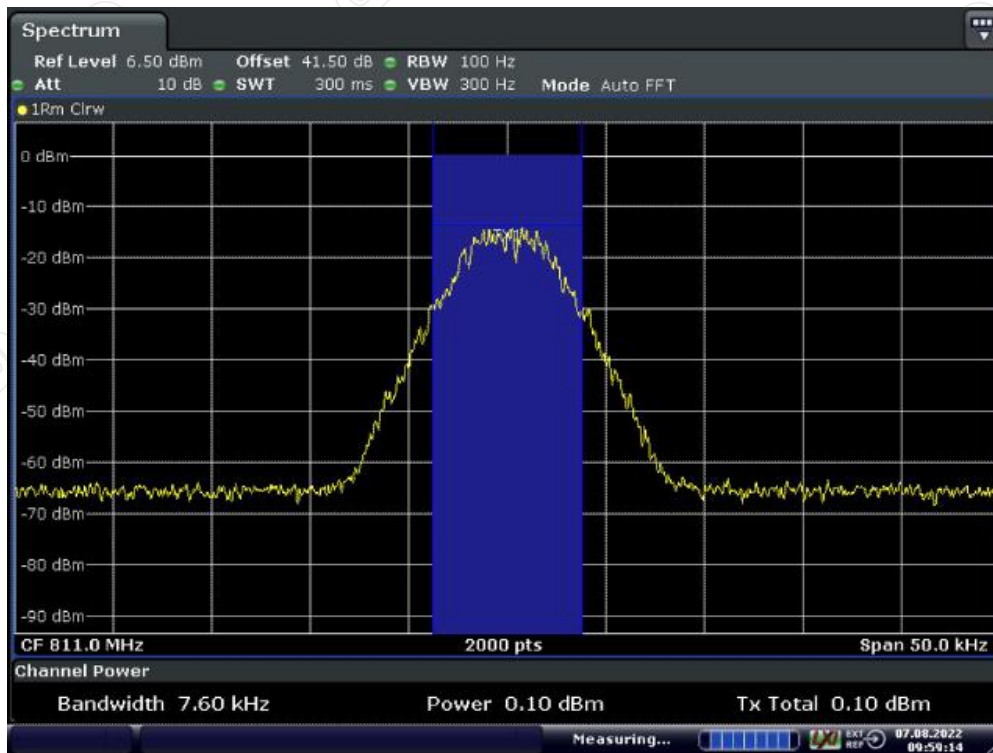 Spectrum
Ref Level 6.50 dBm Offset 41.50 dB RBW 100 Hz
Att 10 dB SWT 300 ms VBW 300 Hz Mode Auto FFT
1Rm Clrw
0 dBm
-10 dBm
-20 dBm
-30 dBm
-40 dBm
-50 dBm
-60 dBm
-70 dBm
-80 dBm
-90 dBm
CF 811.0 MHz 2000 pts Span 50.0 kHz
Channel Power
Bandwidth 7.60 kHz Power 0.10 dBm Tx Total 0.10 dBm
Measuring... LXI EXT REF 07.08.2022
09:59:14